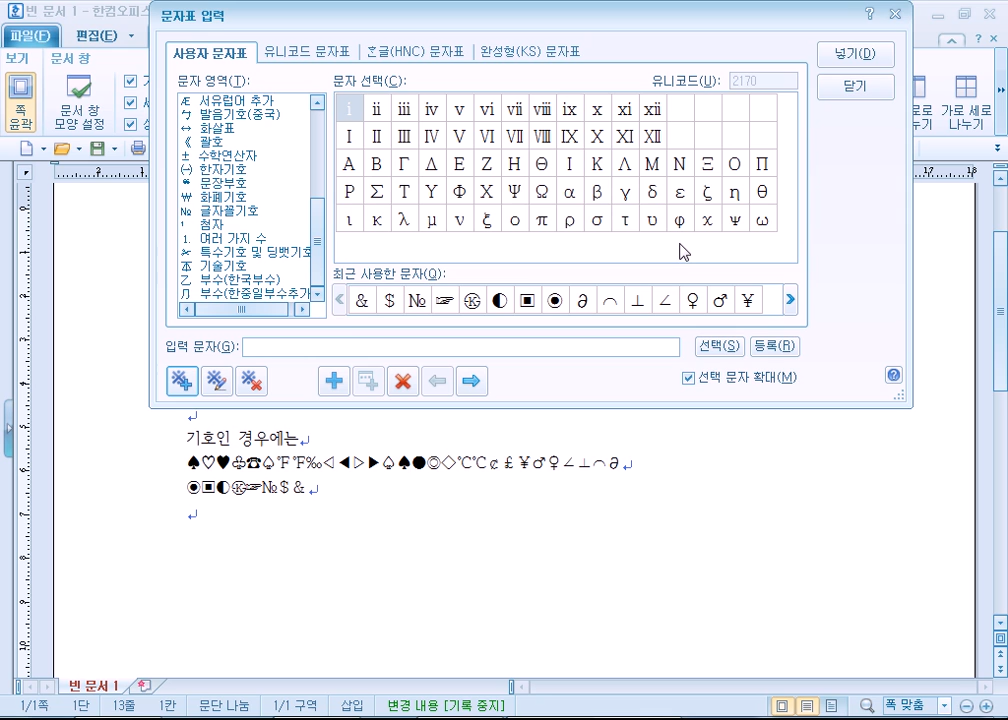 빈 문서 1 - 한컴오피스
문자표 입력
파일(F) 편집(E)
보기 문서 창
쪽 윤곽
문서 창 모양 설정
가로 세로 나누기
사용자 문자표 유니코드 문자표 한글(HNC) 문자표 완성형(KS) 문자표
넣기(D)
닫기
문자 영역(T): 문자 선택(C): 유니코드(U): 2170
Æ 서유럽어 추가
ㄅ 발음기호(중국)
↔ 화살표
《 괄호
± 수학연산자
㈠ 한자기호
※ 문장부호
₩ 화폐기호
№ 글자꼴기호
¹ 첨자
1. 여러 가지 수
✂ 특수기호 및 딩뱃기호
기술기호
乙 부수(한국부수)
부수(한중일부수추가
ⅰ ⅱ ⅲ ⅳ ⅴ ⅵ ⅶ ⅷ ⅸ ⅹ ⅺ ⅻ
Ⅰ Ⅱ Ⅲ Ⅳ Ⅴ Ⅵ Ⅶ Ⅷ Ⅸ Ⅹ Ⅺ Ⅻ
Α Β Γ Δ Ε Ζ Η Θ Ι Κ Λ Μ Ν Ξ Ο Π
Ρ Σ Τ Υ Φ Χ Ψ Ω α β γ δ ε ζ η θ
ι κ λ μ ν ξ ο π ρ σ τ υ φ χ ψ ω
최근 사용한 문자(Q):
& $ № ☞ ㉿ ◐ ▣ ◉ ∂ ⌒ ⊥ ∠ ♀ ♂ ¥
입력 문자(G): 선택(S) 등록(R)
선택 문자 확대(M)
기호인 경우에는
♠♡♥♧☎♤℉℉‰◁◀▷▶♤♠●◎◇℃℃￠￡￥♂♀∠⊥⌒∂
◉▣◐㉿☞№$&
빈 문서 1
1/1쪽 1단 13줄 1칸 문단 나눔 1/1 구역 삽입 변경 내용 [기록 중지] 폭 맞춤